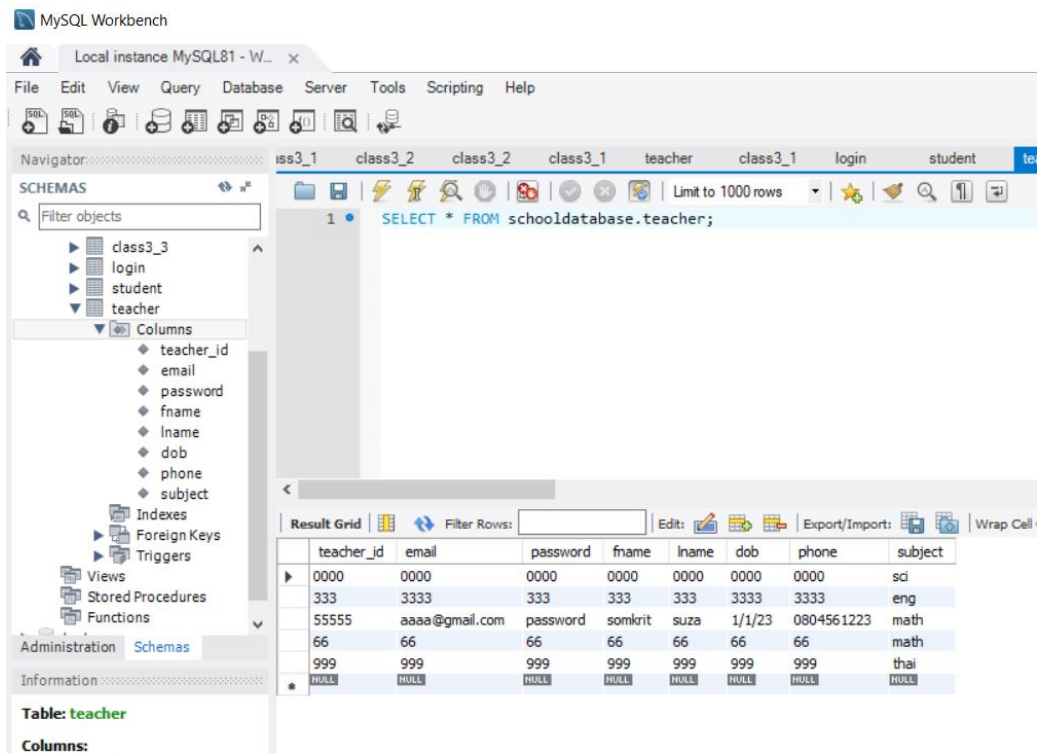 MySQL Workbench
Local instance MySQL81 - W...
File Edit View Query Database Server Tools Scripting Help
Navigator
ass3_1 class3_2 class3_2 class3_1 teacher class3_1 login student
SCHEMAS
Limit to 1000 rows
Filter objects
1 SELECT * FROM schooldatabase.teacher;
class3_3
login
student
teacher
Columns
teacher_id
email
password
fname
lname
dob
phone
subject
Indexes
Foreign Keys
Triggers
Views
Stored Procedures
Functions
Administration Schemas
Information
Table: teacher
Columns:
Result Grid Filter Rows: Edit: Export/Import: Wrap Cell
teacher_id email password fname lname dob phone subject
0000 0000 0000 0000 0000 0000 0000 sci
333 3333 333 333 333 3333 3333 eng
55555 aaaa@gmail.com password somkrit suza 1/1/23 0804561223 math
66 66 66 66 66 66 66 math
999 999 999 999 999 999 999 thai
NULL NULL NULL NULL NULL NULL NULL NULL